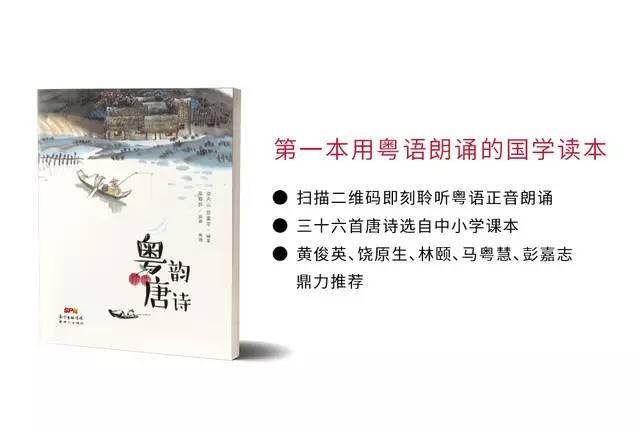 第一本用粤语朗诵的国学读本
● 扫描二维码即刻聆听粤语正音朗诵
● 三十六首唐诗选自中小学课本
● 黄俊英、饶原生、林颐、马粤慧、彭嘉志
鼎力推荐
粤韵
唐诗